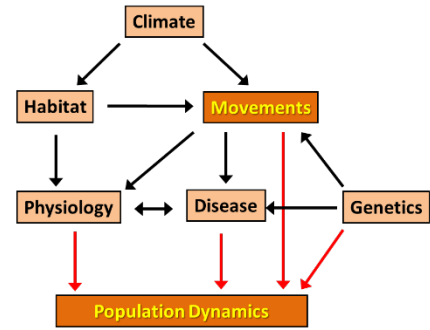 Climate
Habitat
Movements
Physiology
Disease
Genetics
Population Dynamics